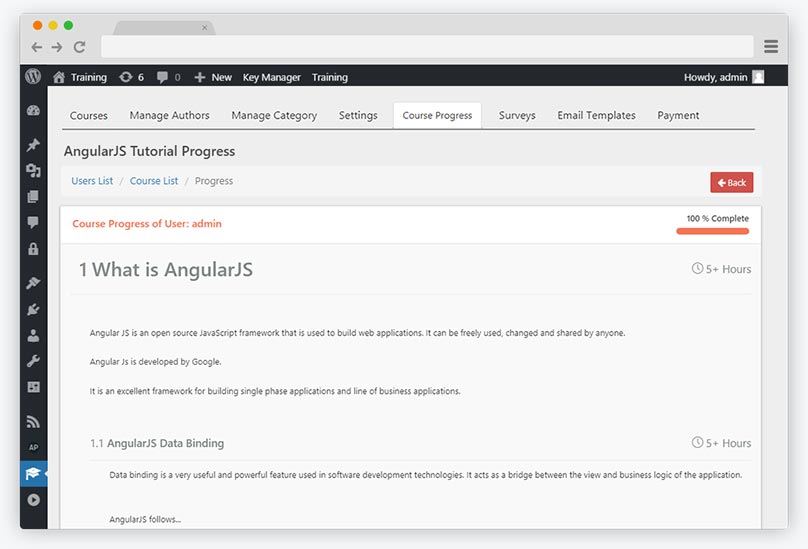 Training 6 0 New Key Manager Training Howdy, admin
Courses Manage Authors Manage Category Settings Course Progress Surveys Email Templates Payment
AngularJS Tutorial Progress
Users List / Course List / Progress Back
Course Progress of User: admin 100 % Complete
1 What is AngularJS 5+ Hours
Angular JS is an open source JavaScript framework that is used to build web applications. It can be freely used, changed and shared by anyone.
Angular Js is developed by Google.
It is an excellent framework for building single phase applications and line of business applications.
1.1 AngularJS Data Binding 5+ Hours
AP
Data binding is a very useful and powerful feature used in software development technologies. It acts as a bridge between the view and business logic of the application.
AngularJS follows...